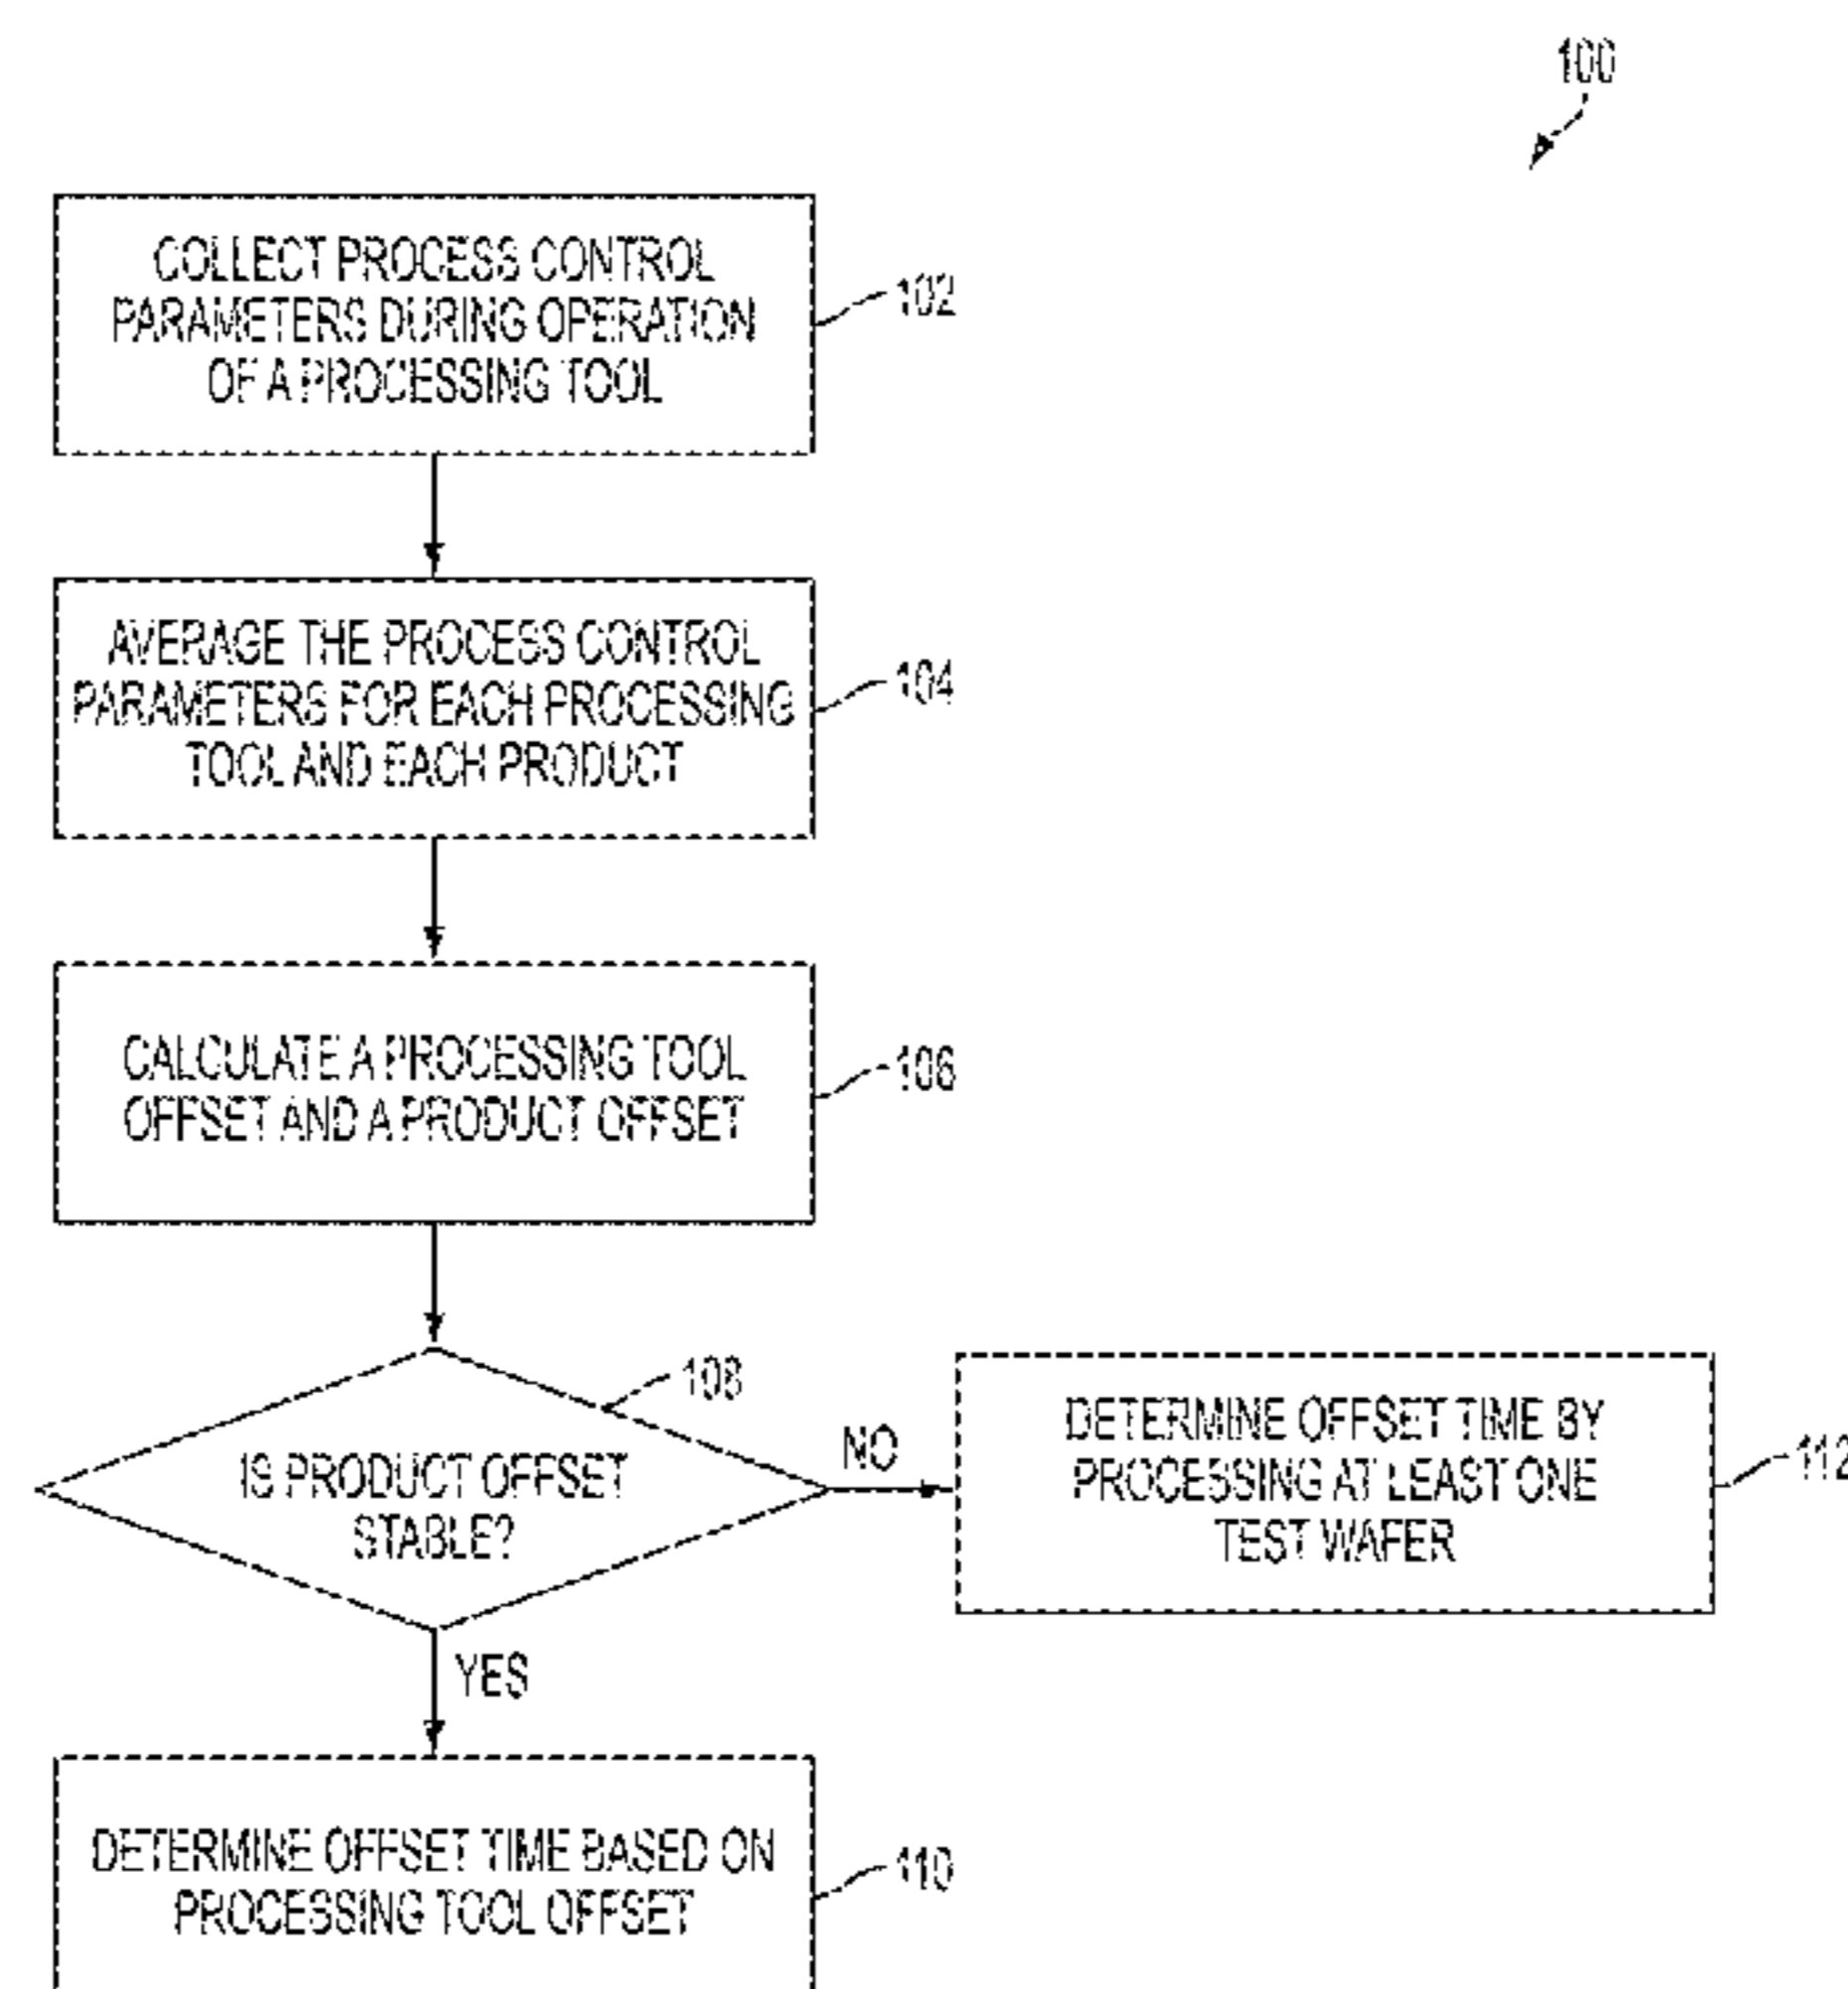 100
COLLECT PROCESS CONTROL
PARAMETERS DURING OPERATION
OF A PROCESSING TOOL
102
AVERAGE THE PROCESS CONTROL
PARAMETERS FOR EACH PROCESSING
TOOL AND EACH PRODUCT
104
CALCULATE A PROCESSING TOOL
OFFSET AND A PRODUCT OFFSET
106
108
IS PRODUCT OFFSET
STABLE?
NO
DETERMINE OFFSET TIME BY
PROCESSING AT LEAST ONE
TEST WAFER
112
YES
DETERMINE OFFSET TIME BASED ON
PROCESSING TOOL OFFSET
110